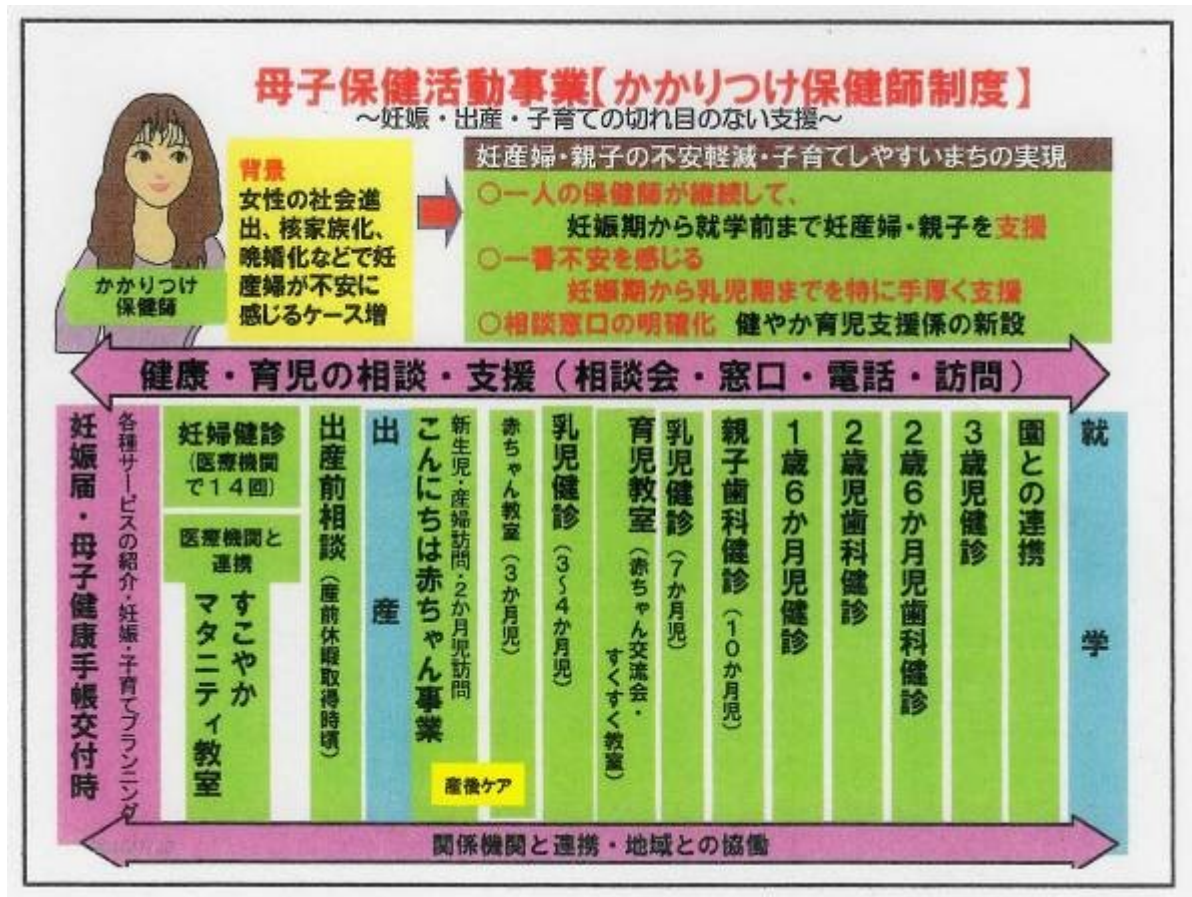 母子保健活動事業【かかりつけ保健師制度】
～妊娠・出産・子育ての切れ目のない支援～
かかりつけ
保健師
背景
女性の社会進
出、核家族化、
晩婚化などで妊
産婦が不安に
感じるケース増
妊産婦・親子の不安軽減・子育てしやすいまちの実現
○一人の保健師が継続して、
妊娠期から就学前まで妊産婦・親子を支援
○一番不安を感じる
妊娠期から乳児期までを特に手厚く支援
○相談窓口の明確化 健やか育児支援係の新設
健康・育児の相談・支援（相談会・窓口・電話・訪問）
妊娠届・母子健康手帳交付時
各種サービスの紹介・妊娠・子育てプランニング
妊婦健診
（医療機関
で１４回）
医療機関と
連携
すこやか
マタニティ教室
出産前相談（産前休暇取得時頃）
出産
新生児・産婦訪問・２か月児訪問
こんにちは赤ちゃん事業
産後ケア
赤ちゃん教室（３か月児）
乳児健診（３～４か月児）
育児教室（赤ちゃん交流会・
すくすく教室）
乳児健診（７か月児）
親子歯科健診（１０か月児）
１歳６か月児健診
２歳児歯科健診
２歳６か月児歯科健診
３歳児健診
園との連携
就学
関係機関と連携・地域との協働